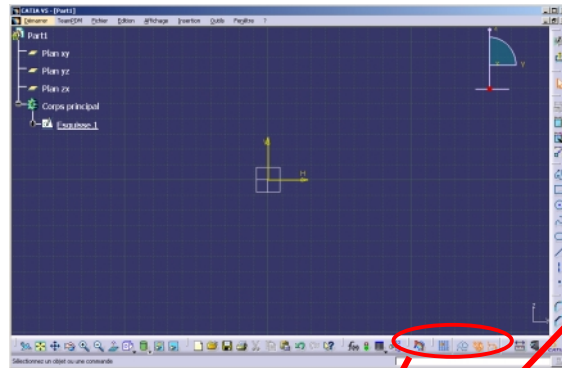 CATIA V5 - [Part1]
Démarrer TeamPDM Fichier Edition Affichage Insertion Outils Fenêtre ?
Part1
Plan xy
Plan yz
Plan zx
Corps principal
Esquisse.1
y
V
H
z
Sélectionnez un objet ou une commande